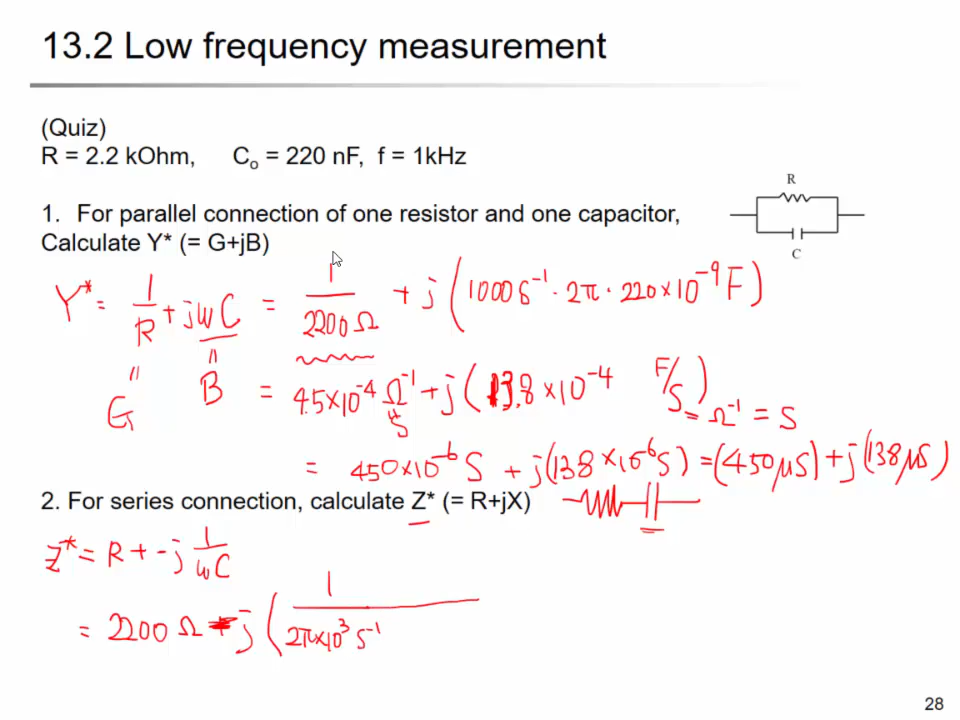 13.2 Low frequency measurement
(Quiz)
R = 2.2 kOhm, Co = 220 nF, f = 1kHz
R
1. For parallel connection of one resistor and one capacitor,
Calculate Y* (= G+jB)
C
Y* = 1/R + jωC = 1/2200Ω + j(1000 s⁻¹ · 2π · 220×10⁻⁹ F)
" "
G B = 4.5×10⁻⁴ Ω⁻¹ + j(13.8×10⁻⁴ F/s) = Ω⁻¹ = S
S
= 450×10⁻⁶ S + j(138×10⁻⁶ S) = (450 μS) + j(138 μS)
2. For series connection, calculate Z* (= R+jX)
Z* = R + -j 1/ωC
= 2200 Ω - j(1/2π×10³ s⁻¹
28